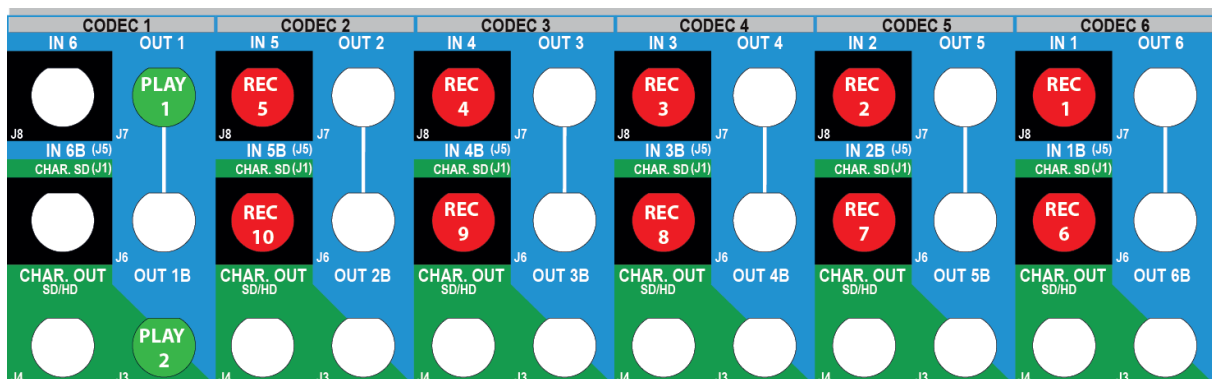 CODEC 1 CODEC 2 CODEC 3 CODEC 4 CODEC 5 CODEC 6
IN 6 OUT 1 IN 5 OUT 2 IN 4 OUT 3 IN 3 OUT 4 IN 2 OUT 5 IN 1 OUT 6
PLAY REC REC REC REC REC
1 5 4 3 2 1
J8 J7 J8 J7 J8 J7 J8 J7 J8 J7 J8 J7
IN 6B (J5) IN 5B (J5) IN 4B (J5) IN 3B (J5) IN 2B (J5) IN 1B (J5)
CHAR. SD (J1) CHAR. SD (J1) CHAR. SD (J1) CHAR. SD (J1) CHAR. SD (J1) CHAR. SD (J1)
REC REC REC REC REC
10 9 8 7 6
J6 J6 J6 J6 J6 J6
CHAR. OUT OUT 1B CHAR. OUT OUT 2B CHAR. OUT OUT 3B CHAR. OUT OUT 4B CHAR. OUT OUT 5B CHAR. OUT OUT 6B
SD/HD SD/HD SD/HD SD/HD SD/HD SD/HD
PLAY
2
J4 J3 J4 J3 J4 J3 J4 J3 J4 J3 J4 J3